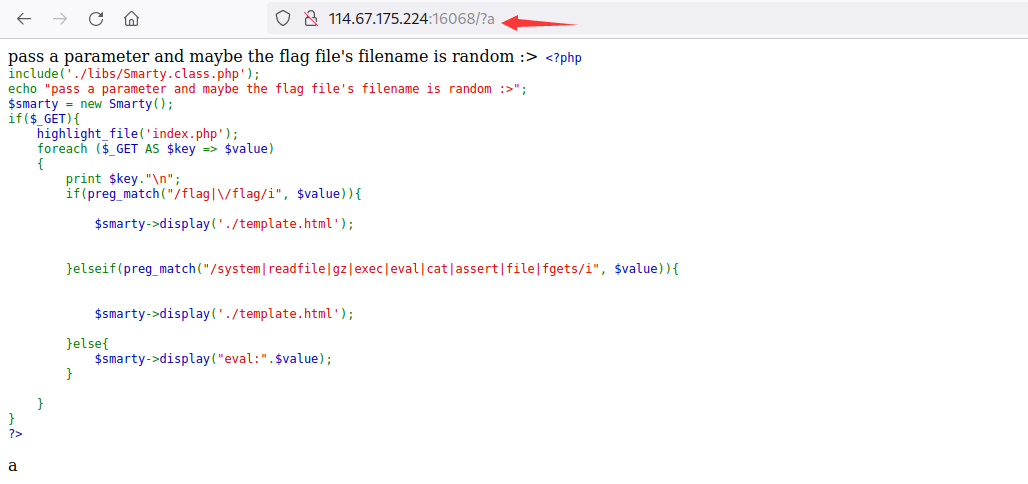 114.67.175.224:16068/?a
pass a parameter and maybe the flag file's filename is random :> <?php
include('./libs/Smarty.class.php');
echo "pass a parameter and maybe the flag file's filename is random :>";
$smarty = new Smarty();
if($_GET){
    highlight_file('index.php');
    foreach ($_GET AS $key => $value)
    {
        print $key."\n";
        if(preg_match("/flag|\/flag/i", $value)){
            $smarty->display('./template.html');
        }elseif(preg_match("/system|readfile|gz|exec|eval|cat|assert|file|fgets/i", $value)){
            $smarty->display('./template.html');
        }else{
            $smarty->display("eval:".$value);
        }
    }
}
?>
a